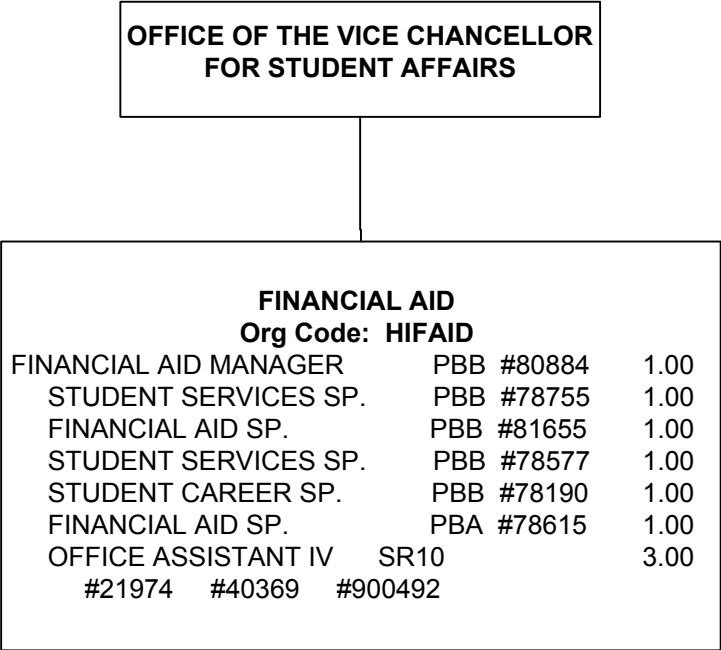 OFFICE OF THE VICE CHANCELLOR
FOR STUDENT AFFAIRS
FINANCIAL AID
Org Code: HIFAID
FINANCIAL AID MANAGER PBB #80884 1.00
STUDENT SERVICES SP. PBB #78755 1.00
FINANCIAL AID SP. PBB #81655 1.00
STUDENT SERVICES SP. PBB #78577 1.00
STUDENT CAREER SP. PBB #78190 1.00
FINANCIAL AID SP. PBA #78615 1.00
OFFICE ASSISTANT IV SR10 3.00
#21974 #40369 #900492